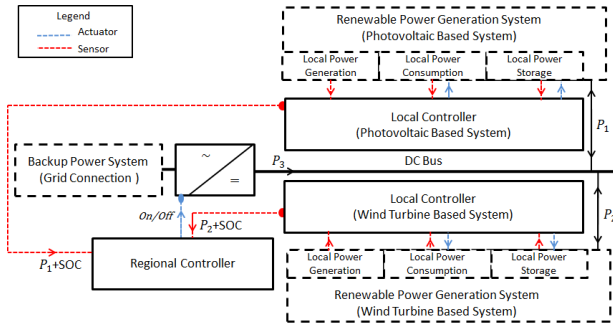 Legend
Actuator
Sensor
Renewable Power Generation System
(Photovoltaic Based System)
Local Power
Generation
Local Power
Consumption
Local Power
Storage
Local Controller
(Photovoltaic Based System)
P1
Backup Power System
(Grid Connection )
~
=
P3
DC Bus
Local Controller
(Wind Turbine Based System)
On/Off
P2+SOC
P1+SOC
Regional Controller
Local Power
Generation
Local Power
Consumption
Local Power
Storage
Renewable Power Generation System
(Wind Turbine Based System)